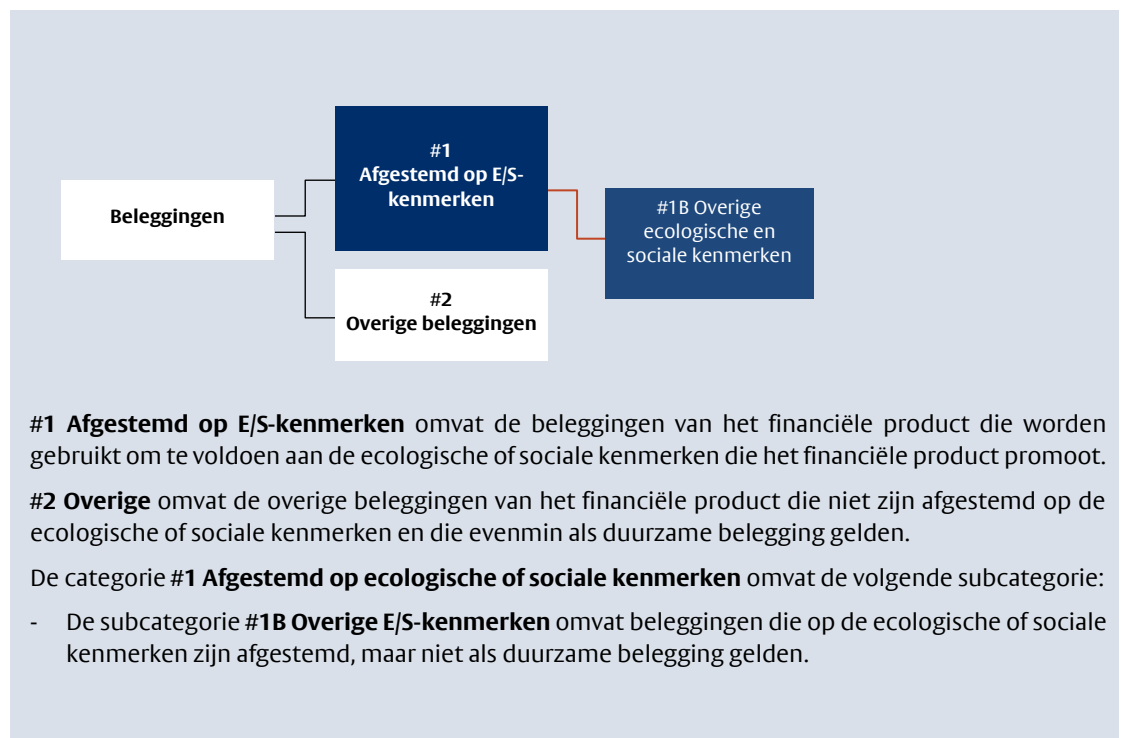 #1
Afgestemd op E/S-
kenmerken
Beleggingen
#1B Overige
ecologische en
sociale kenmerken
#2
Overige beleggingen
#1 Afgestemd op E/S-kenmerken omvat de beleggingen van het financiële product die worden
gebruikt om te voldoen aan de ecologische of sociale kenmerken die het financiële product promoot.
#2 Overige omvat de overige beleggingen van het financiële product die niet zijn afgestemd op de
ecologische of sociale kenmerken en die evenmin als duurzame belegging gelden.
De categorie #1 Afgestemd op ecologische of sociale kenmerken omvat de volgende subcategorie:
- De subcategorie #1B Overige E/S-kenmerken omvat beleggingen die op de ecologische of sociale
kenmerken zijn afgestemd, maar niet als duurzame belegging gelden.